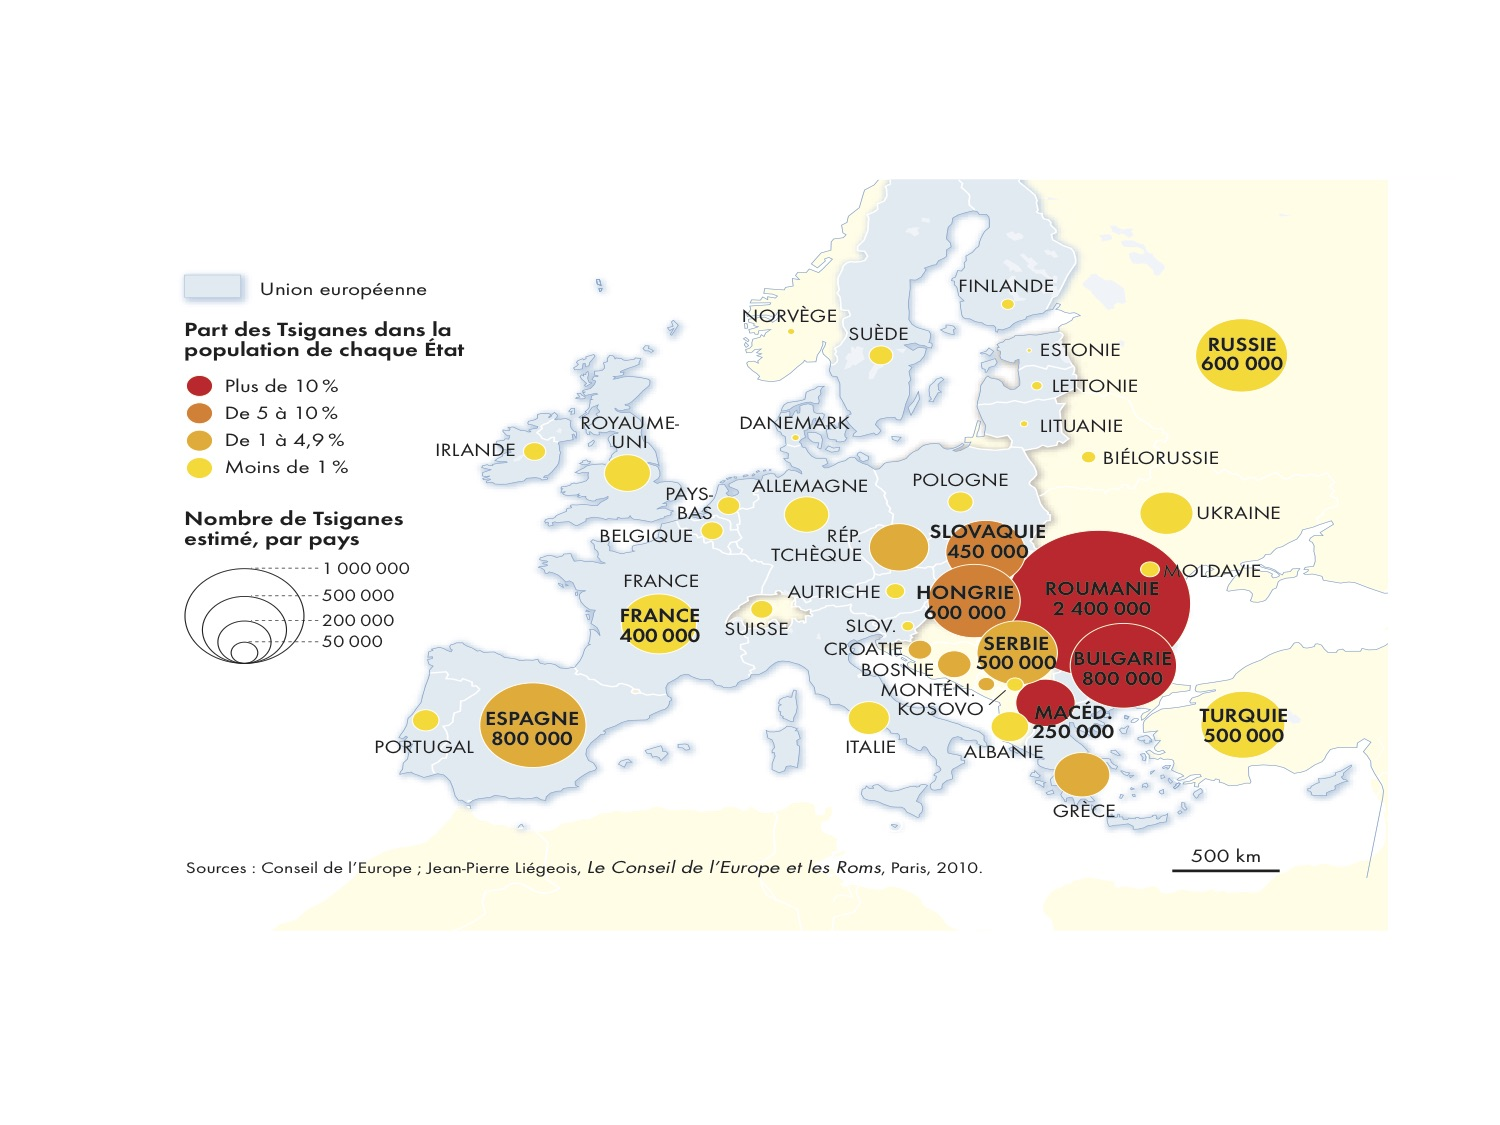 Union européenne
Part des Tsiganes dans la
population de chaque État
Plus de 10 %
De 5 à 10 %
De 1 à 4,9 %
Moins de 1 %
Nombre de Tsiganes
estimé, par pays
1 000 000
500 000
200 000
50 000
FINLANDE
NORVÈGE
SUÈDE
ESTONIE
RUSSIE
600 000
LETTONIE
DANEMARK
LITUANIE
ROYAUME-
UNI
IRLANDE
BIÉLORUSSIE
POLOGNE
ALLEMAGNE
PAYS-
BAS
UKRAINE
BELGIQUE
RÉP.
TCHÈQUE
SLOVAQUIE
450 000
MOLDAVIE
FRANCE
FRANCE
400 000
AUTRICHE
HONGRIE
600 000
ROUMANIE
2 400 000
SUISSE
SLOV.
CROATIE
BOSNIE
SERBIE
500 000
BULGARIE
800 000
MONTÉN.
KOSOVO
MACÉD.
250 000
TURQUIE
500 000
ESPAGNE
800 000
PORTUGAL
ITALIE
ALBANIE
GRÈCE
500 km
Sources : Conseil de l'Europe ; Jean-Pierre Liégeois, Le Conseil de l'Europe et les Roms, Paris, 2010.